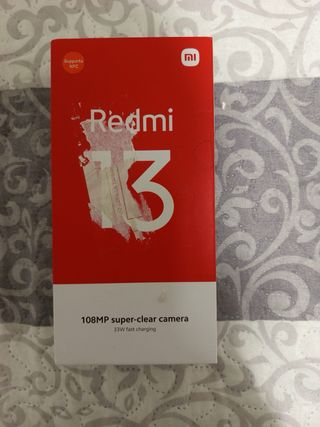 Supports
NFC
mi
Redmi
13
108MP super-clear camera
33W fast charging